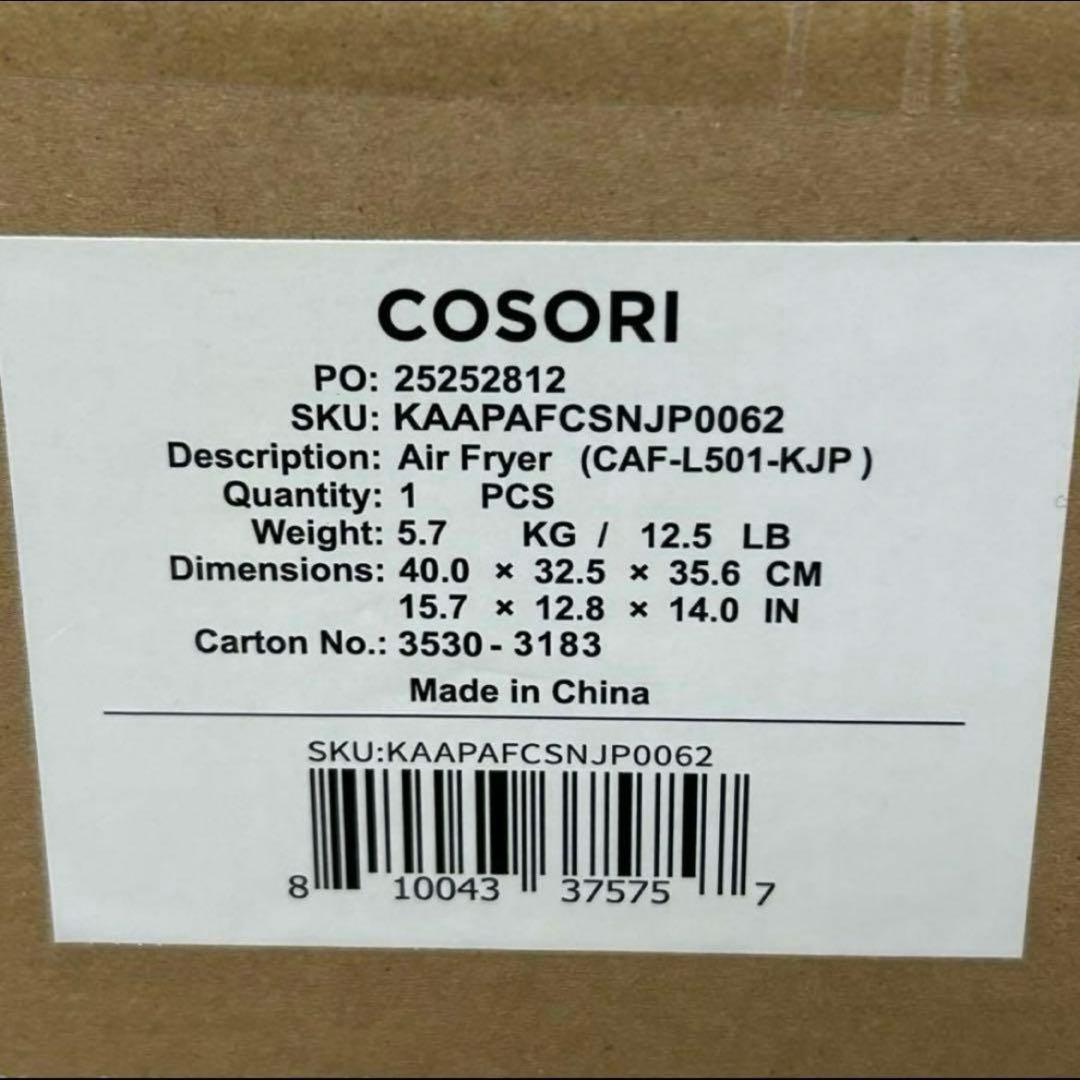 COSORI
PO: 25252812
SKU: KAAPAFCSNJP0062
Description: Air Fryer (CAF-L501-KJP )
Quantity: 1 PCS
Weight: 5.7 KG / 12.5 LB
Dimensions: 40.0 × 32.5 × 35.6 CM
15.7 × 12.8 × 14.0 IN
Carton No.: 3530 - 3183
Made in China
SKU:KAAPAFCSNJP0062
8 10043 37575 7